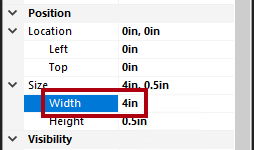 Position
Location 0in, 0in
Left 0in
Top 0in
Size 4in, 0.5in
Width 4in
Height 0.5in
Visibility